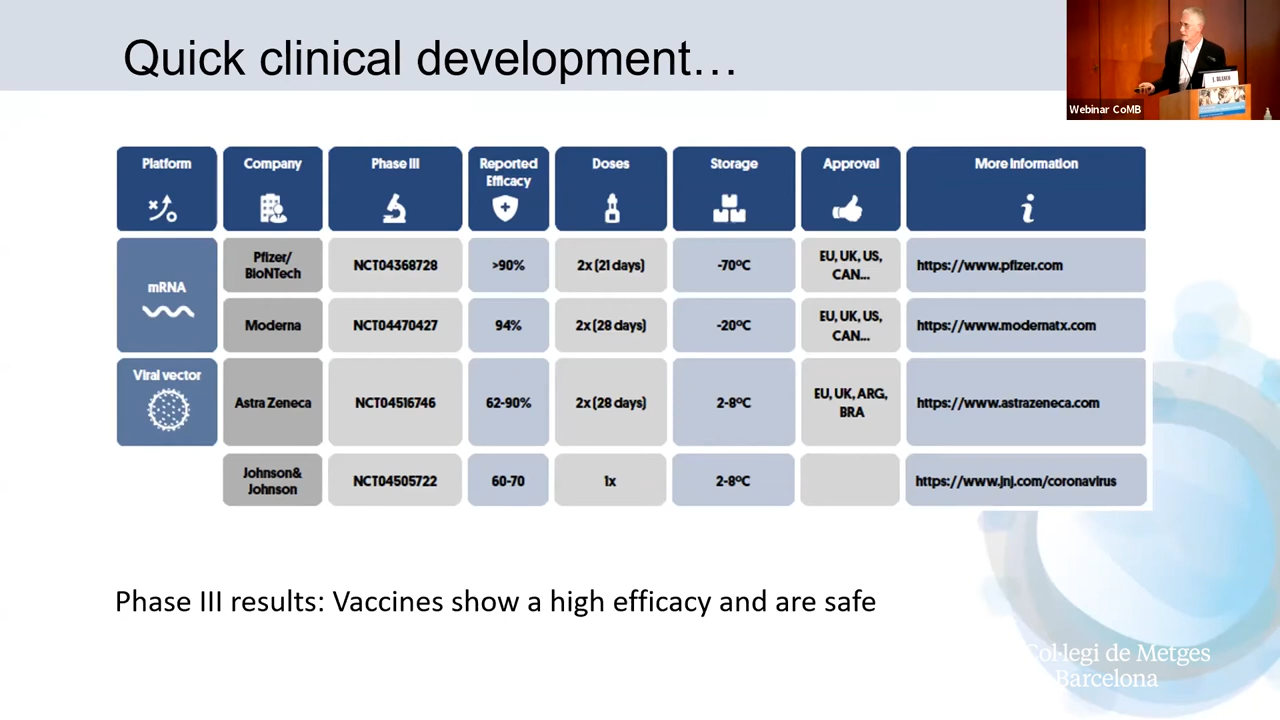 Quick clinical development…
Webinar CoMB
J. BLANCO
Platform
Company
Phase III
Reported
Efficacy
Doses
Storage
Approval
More Information
mRNA
Pfizer/
BioNTech
NCT04368728
>90%
2x (21 days)
-70ºC
EU, UK, US,
CAN...
https://www.pfizer.com
Moderna
NCT04470427
94%
2x (28 days)
-20ºC
EU, UK, US,
CAN...
https://www.modernatx.com
Viral vector
Astra Zeneca
NCT04516746
62-90%
2x (28 days)
2-8ºC
EU, UK, ARG,
BRA
https://www.astrazeneca.com
Johnson&
Johnson
NCT04505722
60-70
1x
2-8ºC
https://www.jnj.com/coronavirus
Phase III results: Vaccines show a high efficacy and are safe
Col·legi de Metges
Barcelona